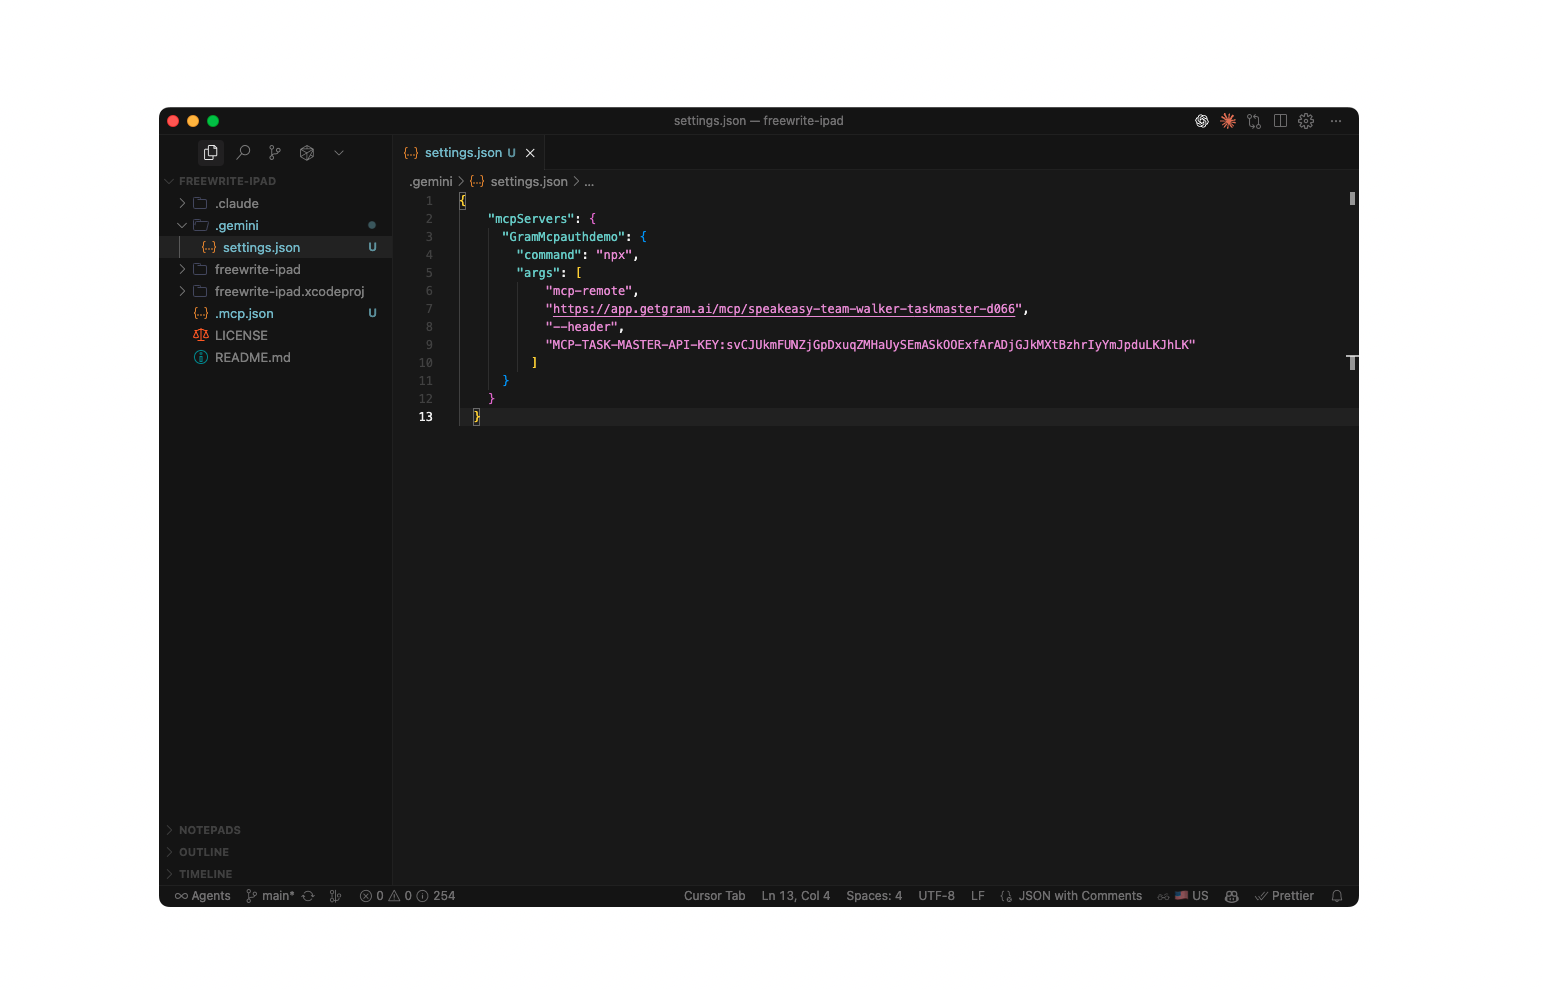 settings.json — freewrite-ipad
settings.json U
FREEWRITE-IPAD
.claude
.gemini
settings.json U
freewrite-ipad
freewrite-ipad.xcodeproj
.mcp.json U
LICENSE
README.md
.gemini > {..} settings.json > ...
1 {
2 "mcpServers": {
3 "GramMcpauthdemo": {
4 "command": "npx",
5 "args": [
6 "mcp-remote",
7 "https://app.getgram.ai/mcp/speakeasy-team-walker-taskmaster-d066",
8 "--header",
9 "MCP-TASK-MASTER-API-KEY:svCJUkmFUNZjGpDxuqZMHaUySEmASkOOExfArADjGJkMXtBzhrIyYmJpduLKJhLK"
10 ]
11 }
12 }
13 }
NOTEPADS
OUTLINE
TIMELINE
Agents main* 0 0 254 Cursor Tab Ln 13, Col 4 Spaces: 4 UTF-8 LF JSON with Comments US Prettier